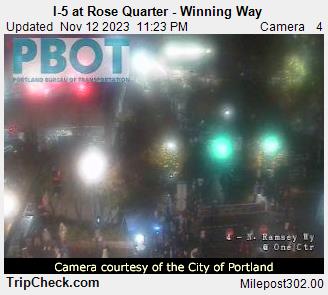 I-5 at Rose Quarter - Winning Way
Updated Nov 12 2023 11:23 PM Camera 4
PBOT
PORTLAND BUREAU OF TRANSPORTATION
4 - N. Ramsey Wy
@ One Ctr
Camera courtesy of the City of Portland
TripCheck.com Milepost302.00